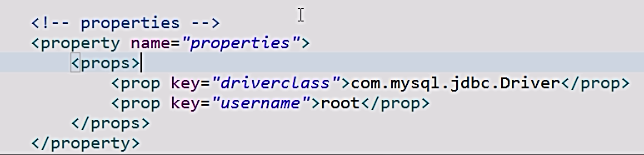 <!-- properties -->
<property name="properties">
<props>
<prop key="driverclass">com.mysql.jdbc.Driver</prop>
<prop key="username">root</prop>
</props>
</property>